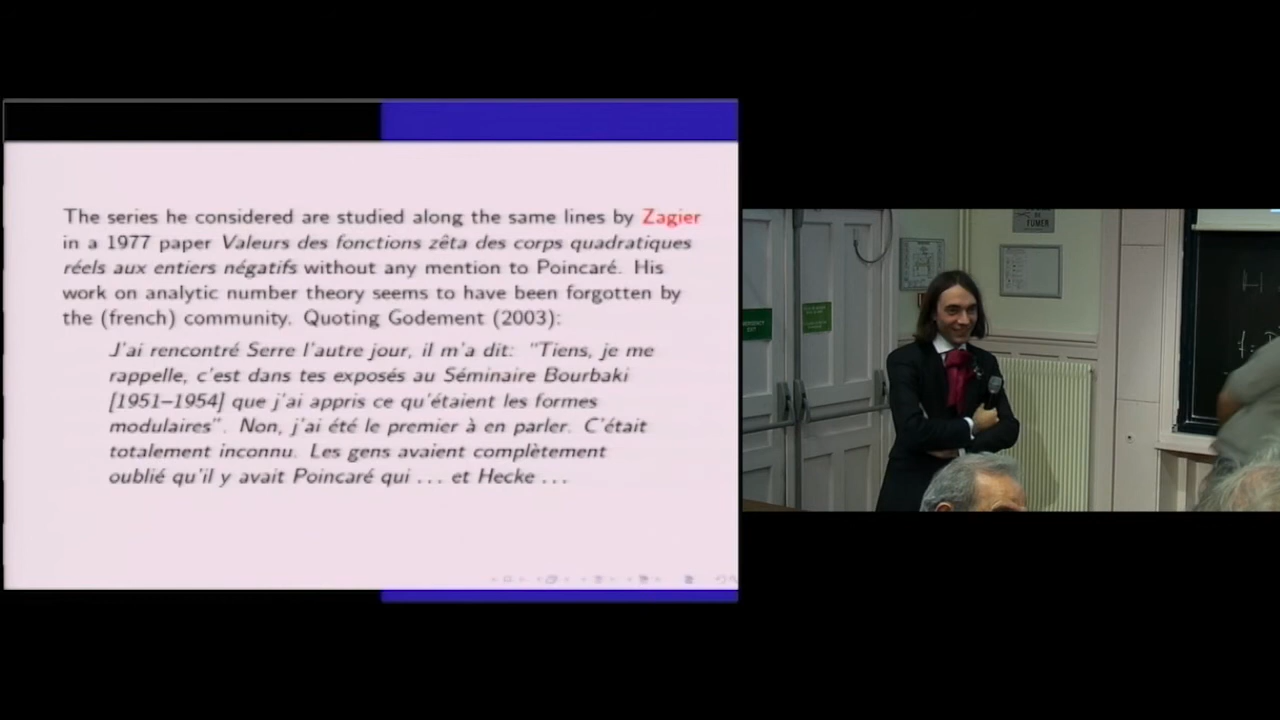 The series he considered are studied along the same lines by Zagier
in a 1977 paper Valeurs des fonctions zêta des corps quadratiques
réels aux entiers négatifs without any mention to Poincaré. His
work on analytic number theory seems to have been forgotten by
the (french) community. Quoting Godement (2003):
J'ai rencontré Serre l'autre jour, il m'a dit: "Tiens, je me
rappelle, c'est dans tes exposés au Séminaire Bourbaki
[1951–1954] que j'ai appris ce qu'étaient les formes
modulaires". Non, j'ai été le premier à en parler. C'était
totalement inconnu. Les gens avaient complètement
oublié qu'il y avait Poincaré qui ... et Hecke ...
FUMER
EXIT